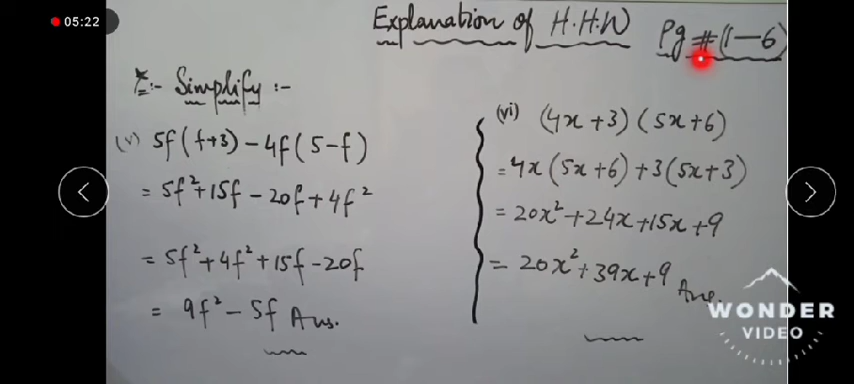 05:22
Explanation of H.H.W Pg #(1-6)
I:- Simplify :-
(v) 5f(f+3) - 4f(5-f)
= 5f²+15f - 20f + 4f²
= 5f² + 4f² + 15f - 20f
= 9f² - 5f Ans.
(vi) (4x+3)(5x+6)
= 4x(5x+6) + 3(5x+3)
= 20x² + 24x + 15x + 9
= 20x² + 39x + 9 Ans.
WONDER
VIDEO